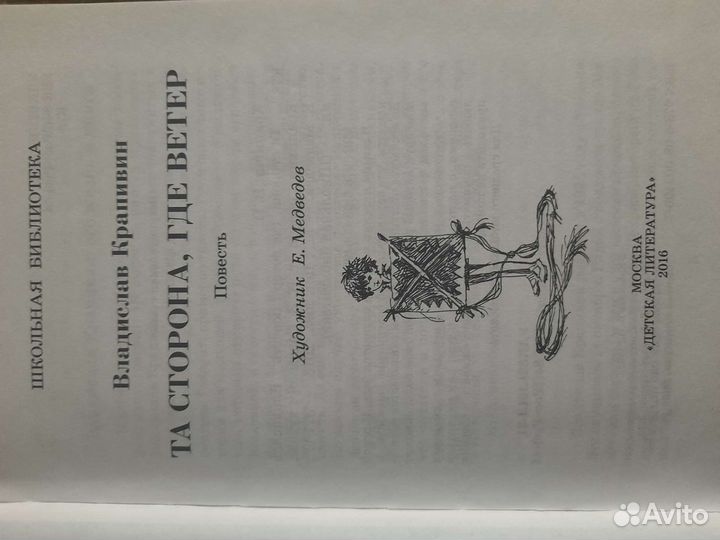 ШКОЛЬНАЯ БИБЛИОТЕКА
Владислав Крапивин
ТА СТОРОНА, ГДЕ ВЕТЕР
Повесть
Художник Е. Медведев
МОСКВА
«ДЕТСКАЯ ЛИТЕРАТУРА»
2016
Avito